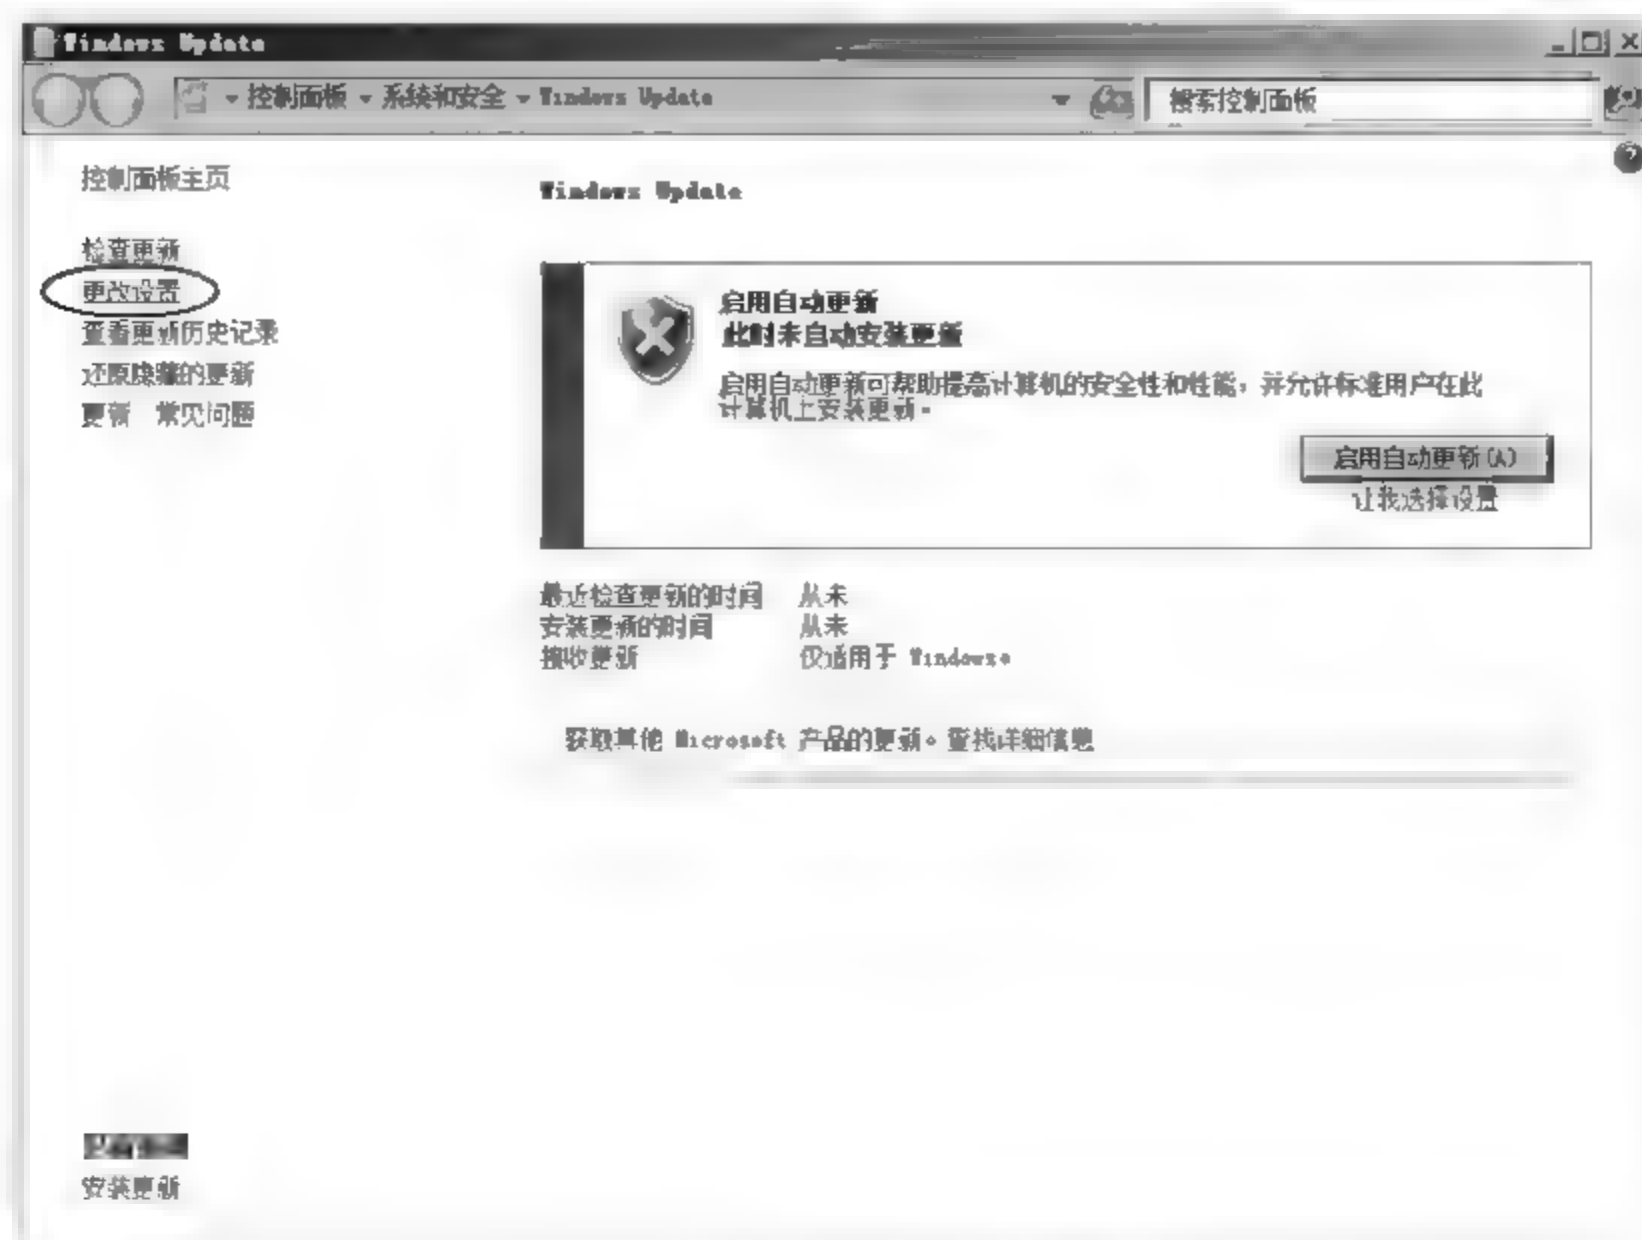 Windows Update
控制面板 系统和安全 Windows Update
搜索控制面板
控制面板主页
检查更新
更改设置
查看更新历史记录
还原隐藏的更新
更新 常见问题
安装更新
Windows Update
启用自动更新
此时未自动安装更新
启用自动更新可帮助提高计算机的安全性和性能，并允许标准用户在此
计算机上安装更新。
启用自动更新(A)
让我选择设置
最近检查更新的时间 从未
安装更新的时间 从未
接收更新 仅适用于 Windows。
获取其他 Microsoft 产品的更新。查找详细信息